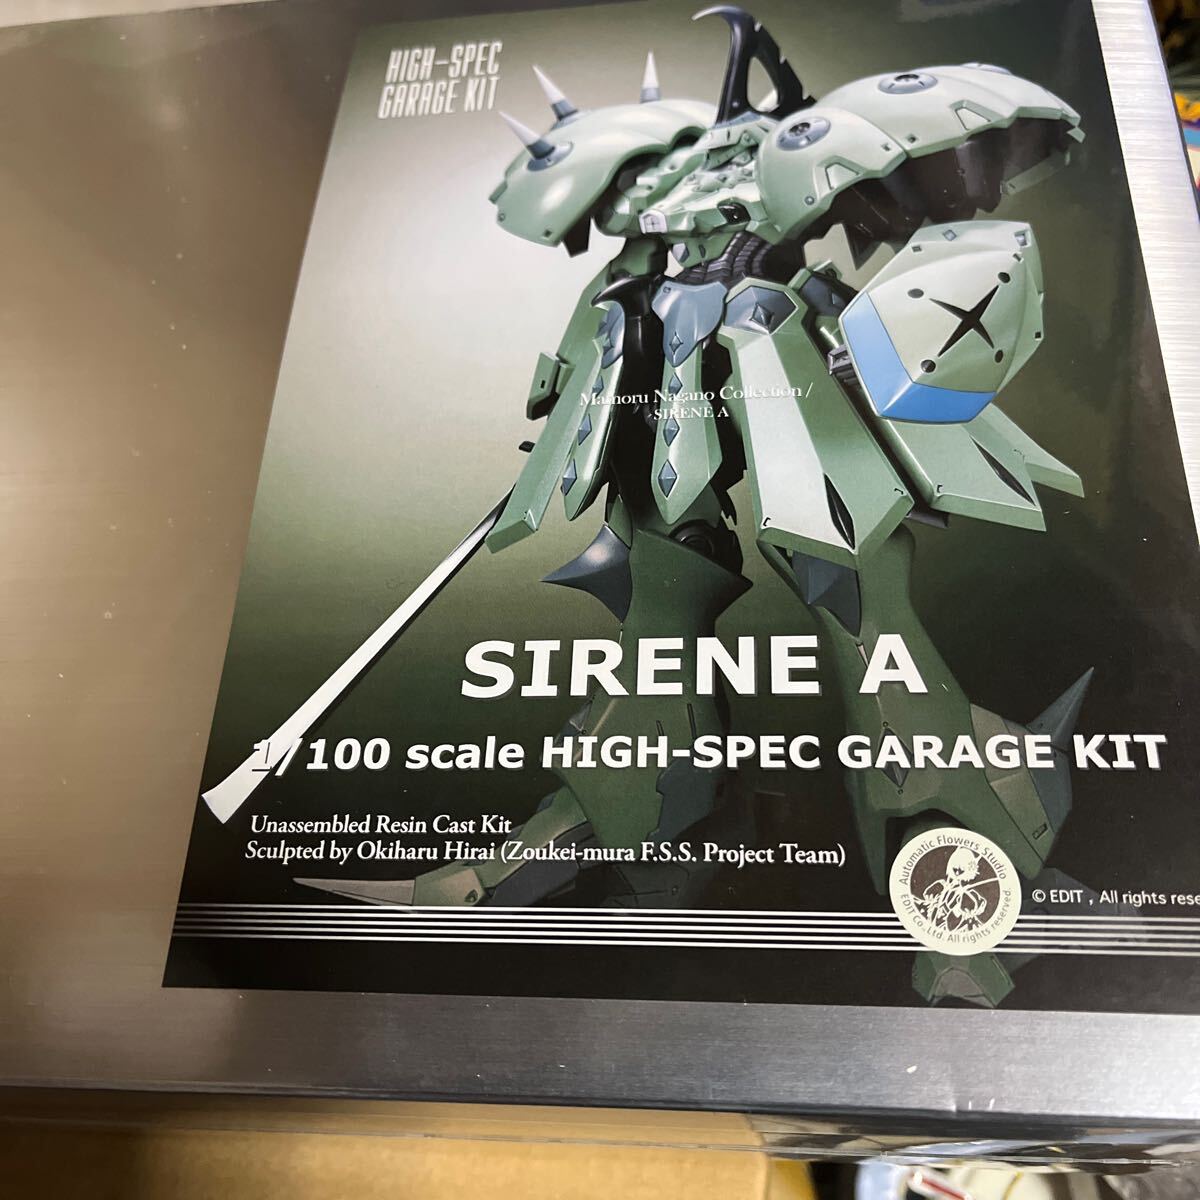 HIGH-SPEC
GARAGE KIT
Mamoru Nagano Collection /
SIRENE A
SIRENE A
1/100 scale HIGH-SPEC GARAGE KIT
Unassembled Resin Cast Kit
Sculpted by Okiharu Hirai (Zoukei-mura F.S.S. Project Team)
Automatic Flowers Studio
EDIT Co., Ltd. All rights reserved.
© EDIT , All rights rese